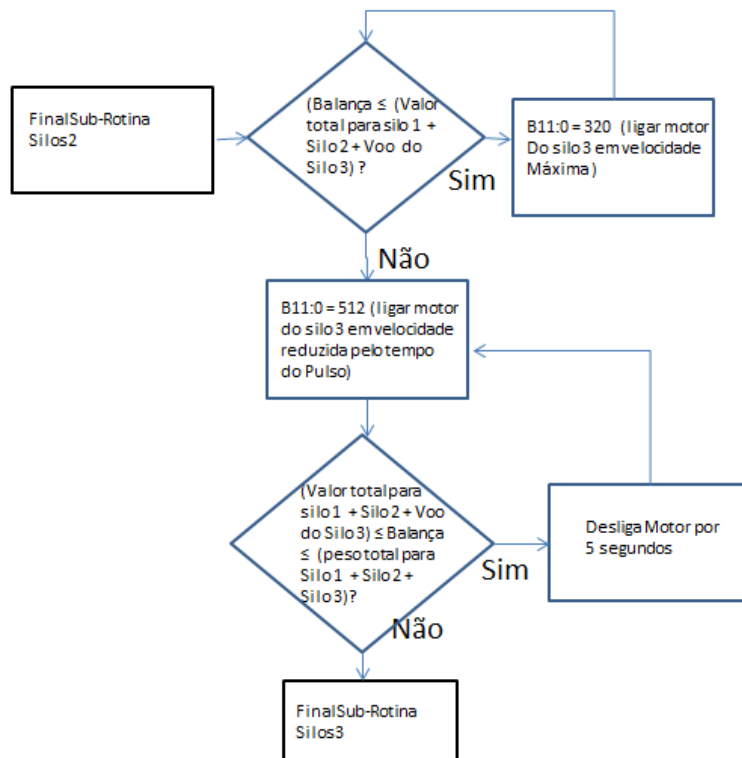 (Balança ≤ (Valor
total para silo 1 +
Silo 2 + Voo do
Silo 3) ?
FinalSub-Rotina
Silos2
B11:0 = 320 (ligar motor
Do silo 3 em velocidade
Máxima)
Sim
Não
B11:0 = 512 (ligar motor
do silo 3 em velocidade
reduzida pelo tempo
do Pulso)
(Valor total para
silo 1 + Silo 2 + Voo
do Silo 3) ≤ Balança
≤ (peso total para
Silo 1 + Silo 2 +
Silo 3)?
Desliga Motor por
5 segundos
Sim
Não
FinalSub-Rotina
Silos3